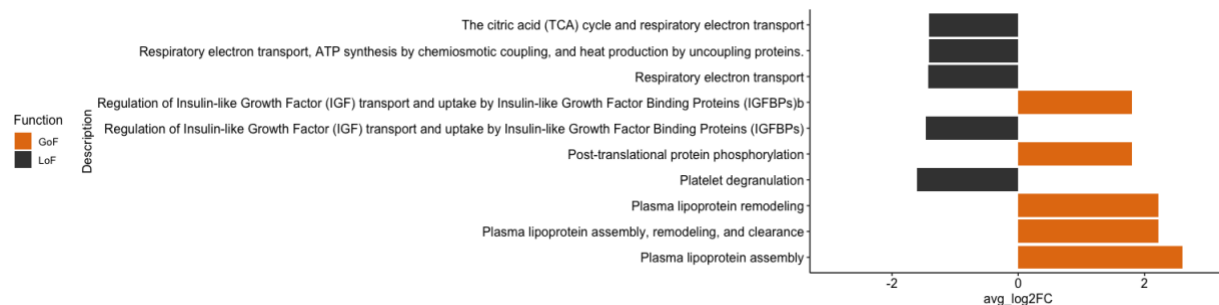 The citric acid (TCA) cycle and respiratory electron transport
Respiratory electron transport, ATP synthesis by chemiosmotic coupling, and heat production by uncoupling proteins.
Respiratory electron transport
Regulation of Insulin-like Growth Factor (IGF) transport and uptake by Insulin-like Growth Factor Binding Proteins (IGFBPs)b
Regulation of Insulin-like Growth Factor (IGF) transport and uptake by Insulin-like Growth Factor Binding Proteins (IGFBPs)
Post-translational protein phosphorylation
Platelet degranulation
Plasma lipoprotein remodeling
Plasma lipoprotein assembly, remodeling, and clearance
Plasma lipoprotein assembly
Function
GoF
LoF
Description
-2 0 2
avg_log2FC